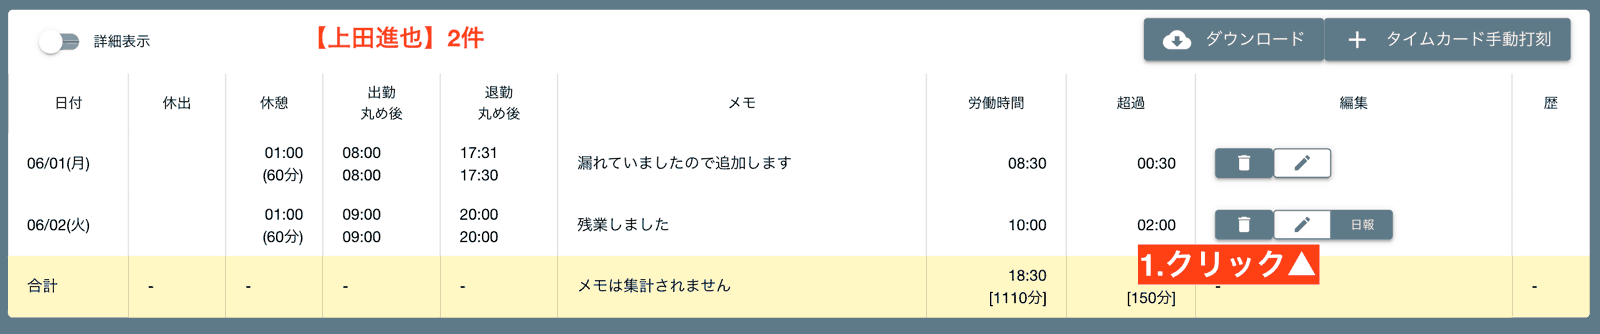 詳細表示
【上田進也】2件
ダウンロード
タイムカード手動打刻
日付
休出
休憩
出勤
丸め後
退勤
丸め後
メモ
労働時間
超過
編集
歴
06/01(月)
01:00
(60分)
08:00
08:00
17:31
17:30
漏れていましたので追加します
08:30
00:30
06/02(火)
01:00
(60分)
09:00
09:00
20:00
20:00
残業しました
10:00
02:00
日報
1.クリック▲
合計
-
-
-
-
メモは集計されません
18:30
[1110分]
[150分]
-
-